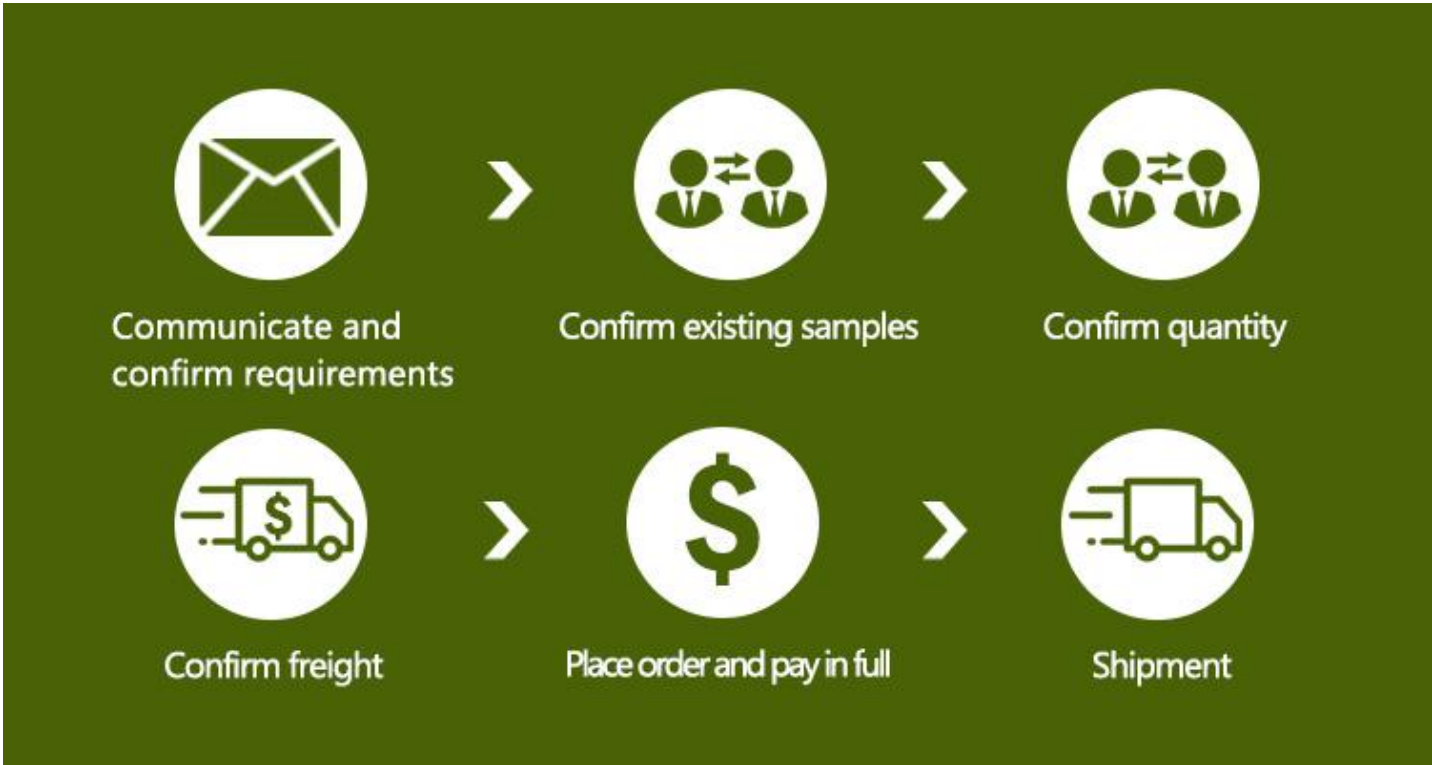 Communicate and
confirm requirements
Confirm existing samples
Confirm quantity
$
Confirm freight
$
Place order and pay in full
Shipment